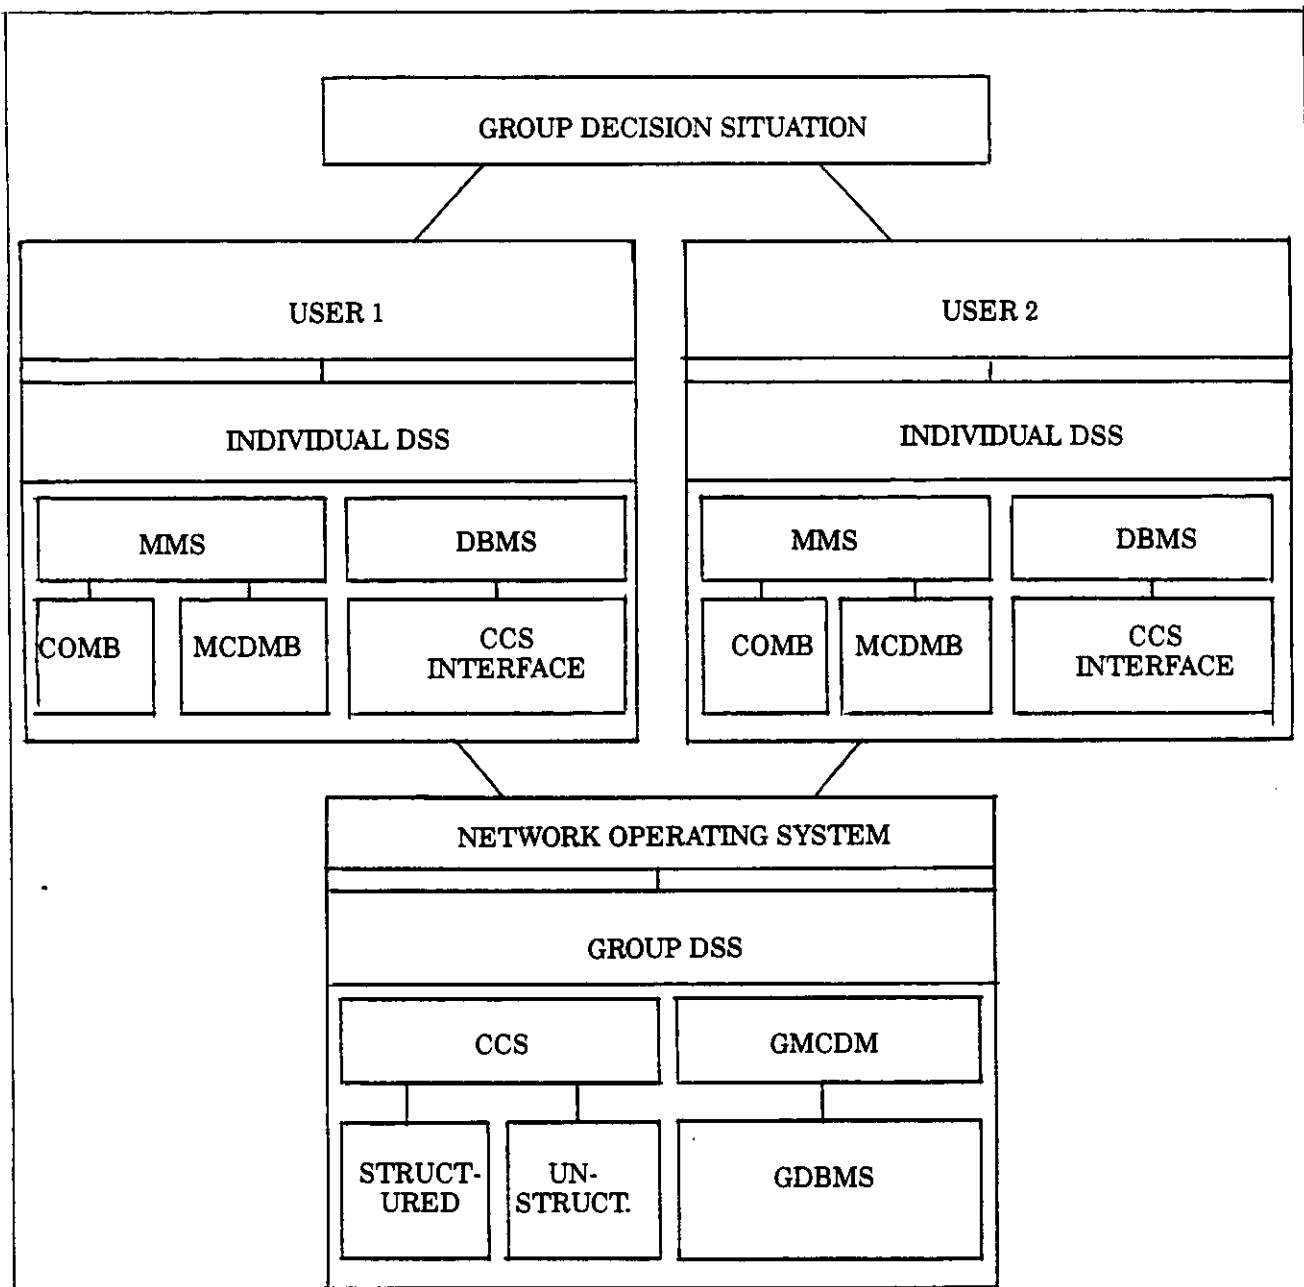 GROUP DECISION SITUATION
USER 1
USER 2
INDIVIDUAL DSS
INDIVIDUAL DSS
MMS
DBMS
MMS
DBMS
COMB
MCDMB
CCS
INTERFACE
COMB
MCDMB
CCS
INTERFACE
NETWORK OPERATING SYSTEM
GROUP DSS
CCS
GMCDM
STRUCT-
URED
UN-
STRUCT.
GDBMS